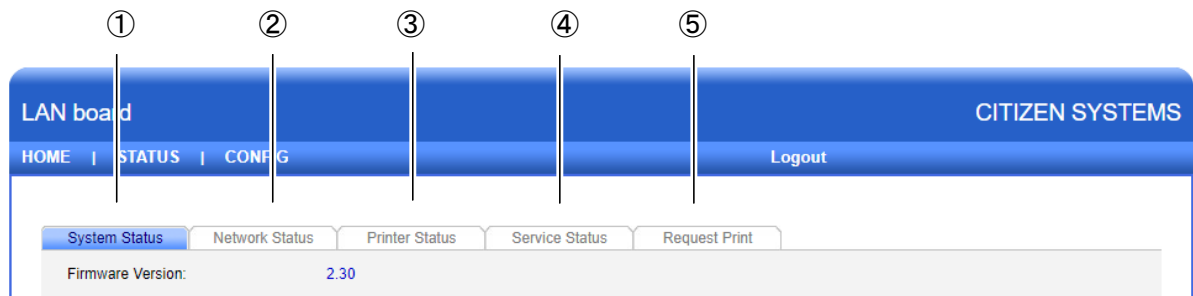 ① ② ③ ④ ⑤
LAN board CITIZEN SYSTEMS
HOME | STATUS | CONFIG Logout
System Status Network Status Printer Status Service Status Request Print
Firmware Version: 2.30